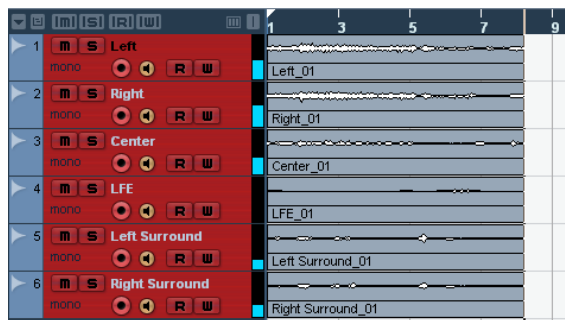 m S R W
1 3 5 7 9
1 m S Left
mono R W
Left_01
2 m S Right
mono R W
Right_01
3 m S Center
mono R W
Center_01
4 m S LFE
mono R W
LFE_01
5 m S Left Surround
mono R W
Left Surround_01
6 m S Right Surround
mono R W
Right Surround_01